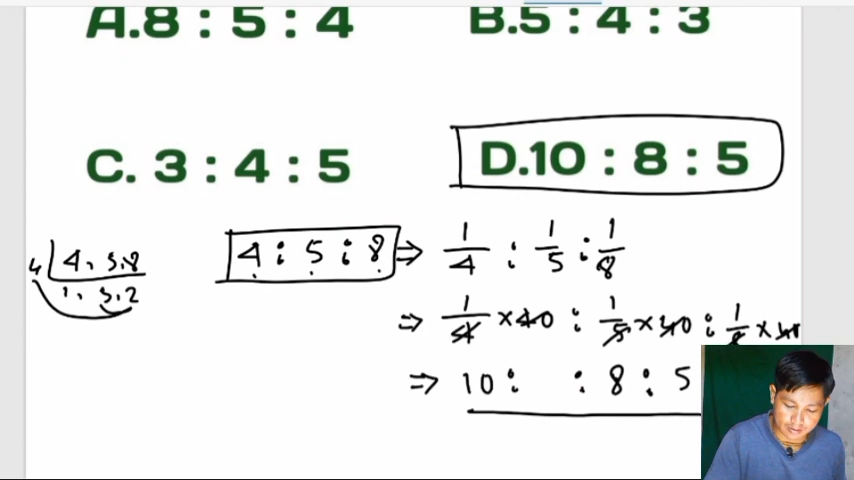 A.8 : 5 : 4
B.5 : 4 : 3
C. 3 : 4 : 5
D.10 : 8 : 5
4 : 5 : 8 ⇒ 1/4 : 1/5 : 1/8
4 | 4, 5, 8
1, 5, 2
⇒ 1/4 × 40 : 1/5 × 40 : 1/8 × 40
⇒ 10 : : 8 : 5